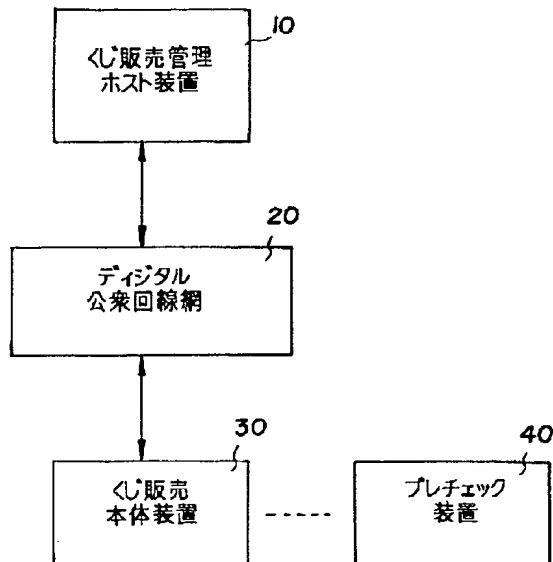 10
くじ販売管理
ホスト装置
20
ディジタル
公衆回線網
30
くじ販売
本体装置
40
プレチェック
装置